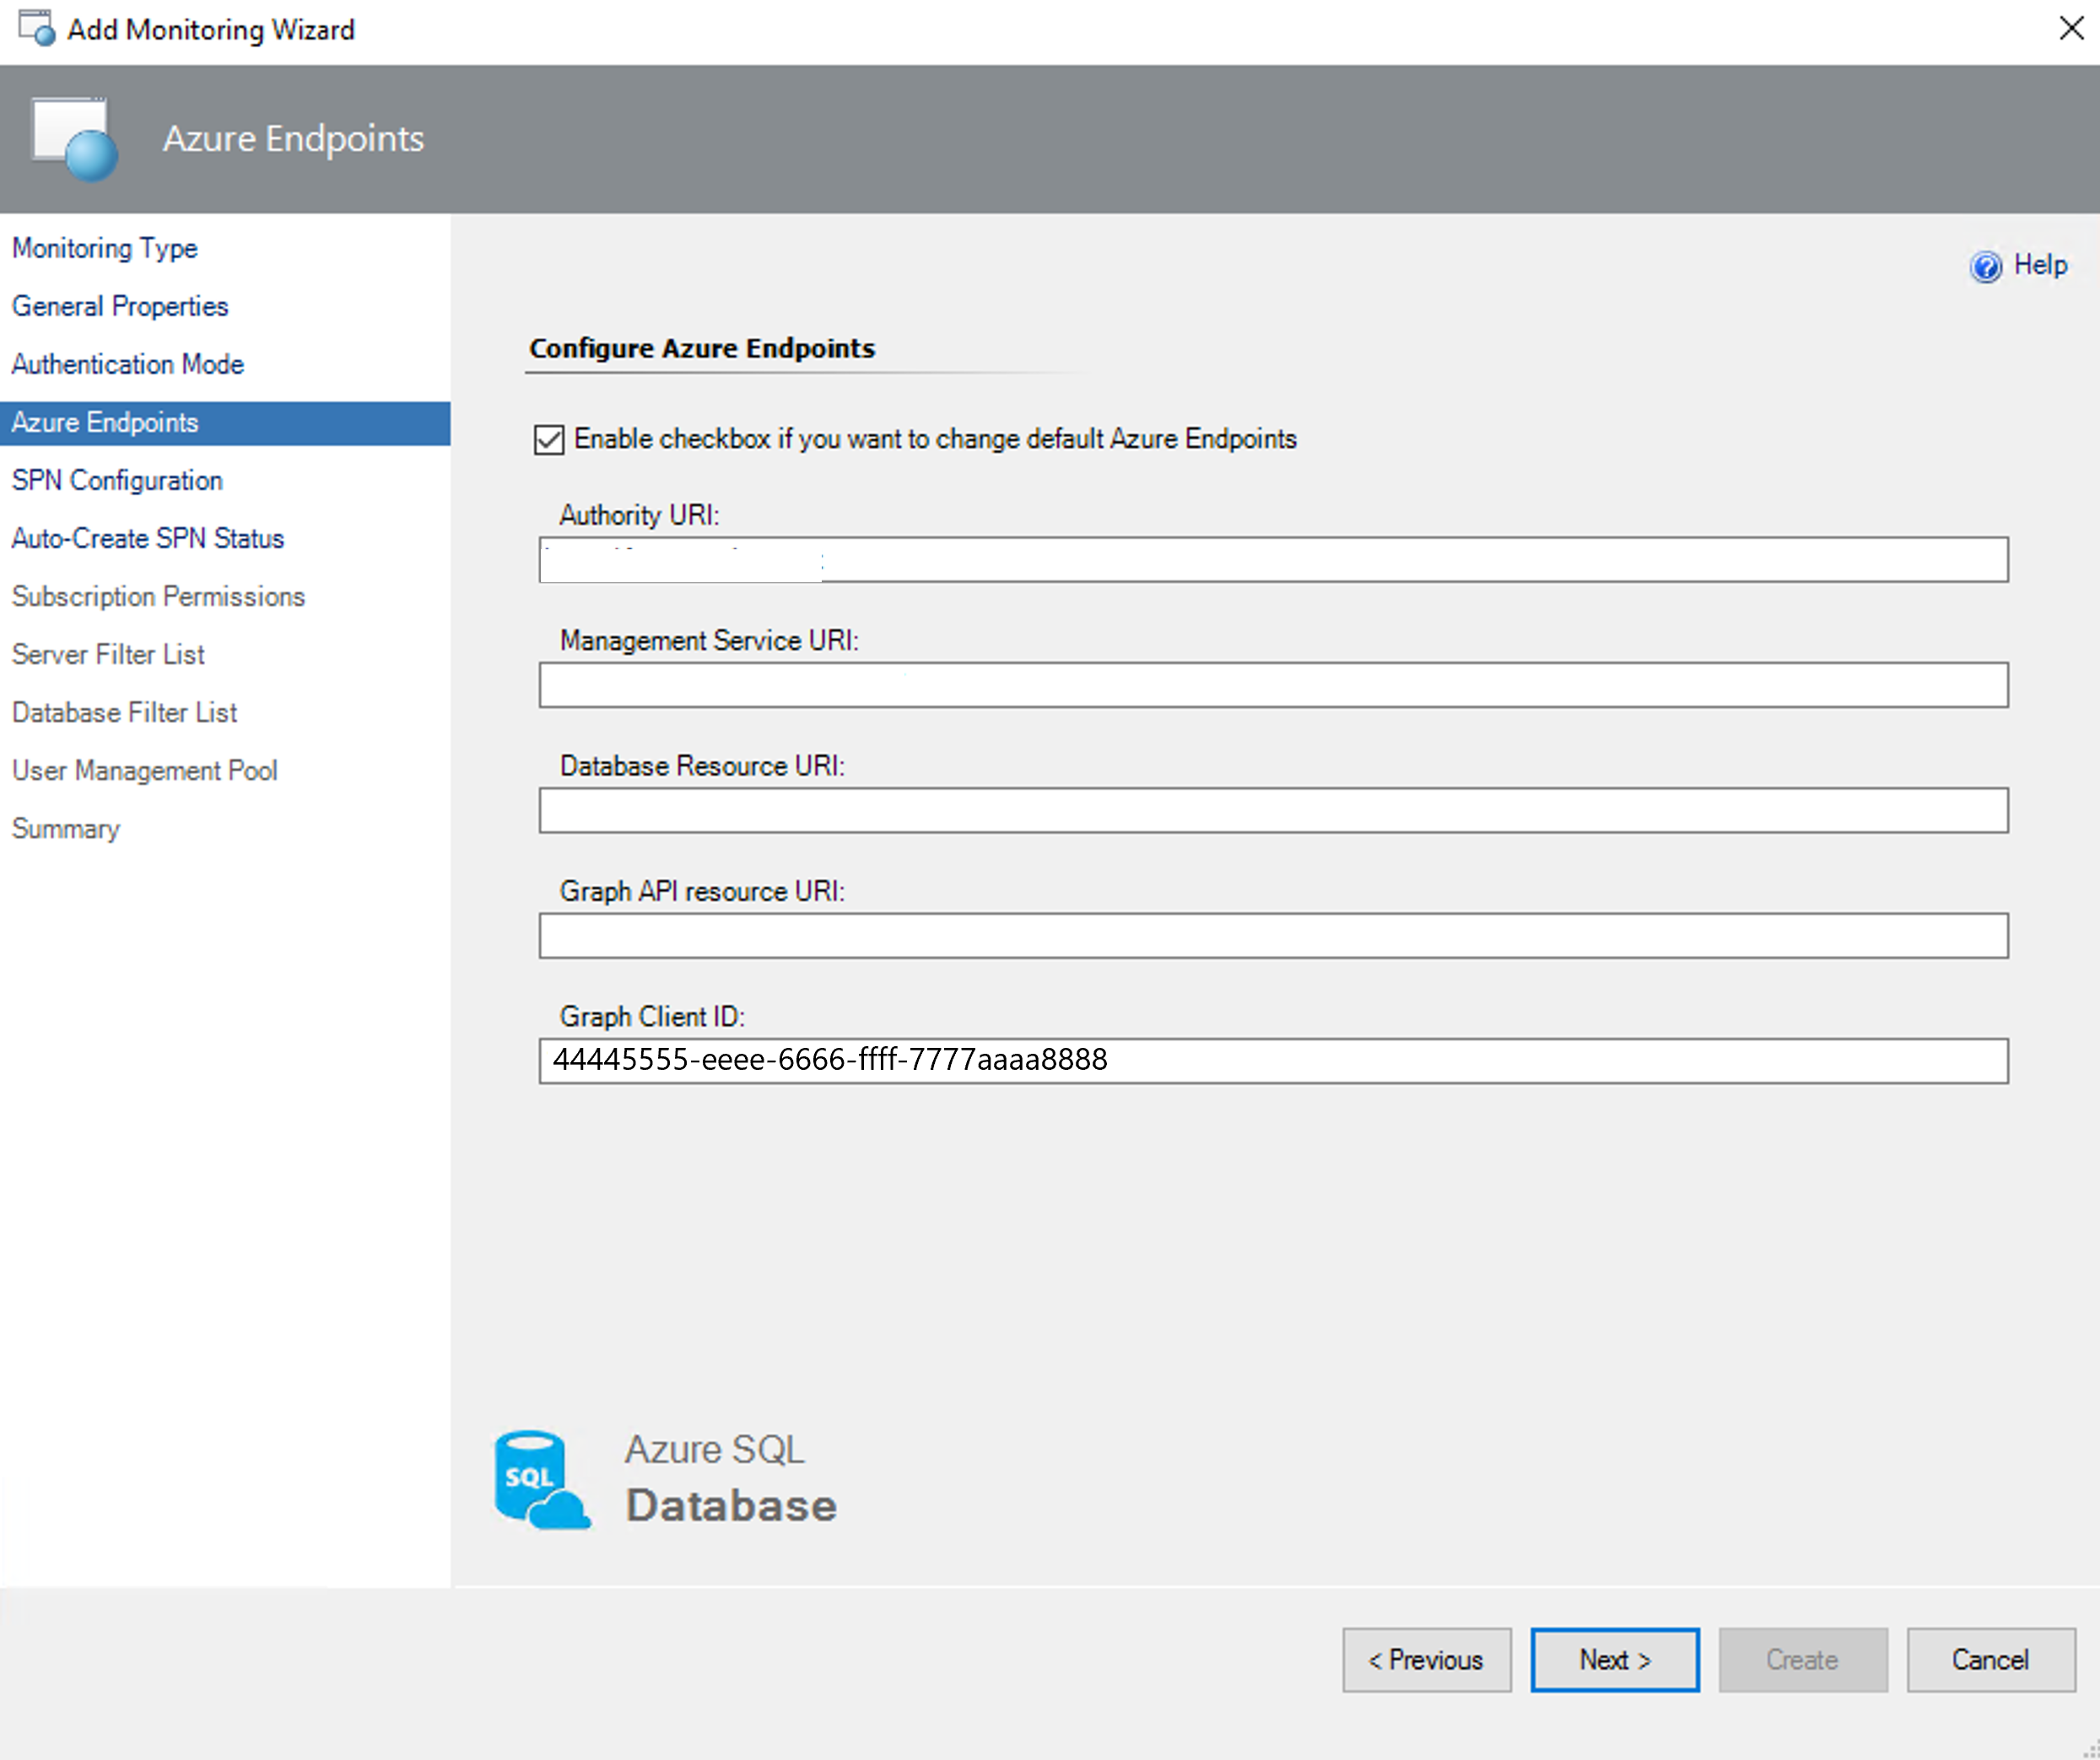 Add Monitoring Wizard
Azure Endpoints
Monitoring Type
General Properties
Authentication Mode
Azure Endpoints
SPN Configuration
Auto-Create SPN Status
Subscription Permissions
Server Filter List
Database Filter List
User Management Pool
Summary
Help
Configure Azure Endpoints
Enable checkbox if you want to change default Azure Endpoints
Authority URI:
Management Service URI:
Database Resource URI:
Graph API resource URI:
Graph Client ID:
44445555-eeee-6666-ffff-7777aaaa8888
SQL
Azure SQL
Database
< Previous
Next >
Create
Cancel